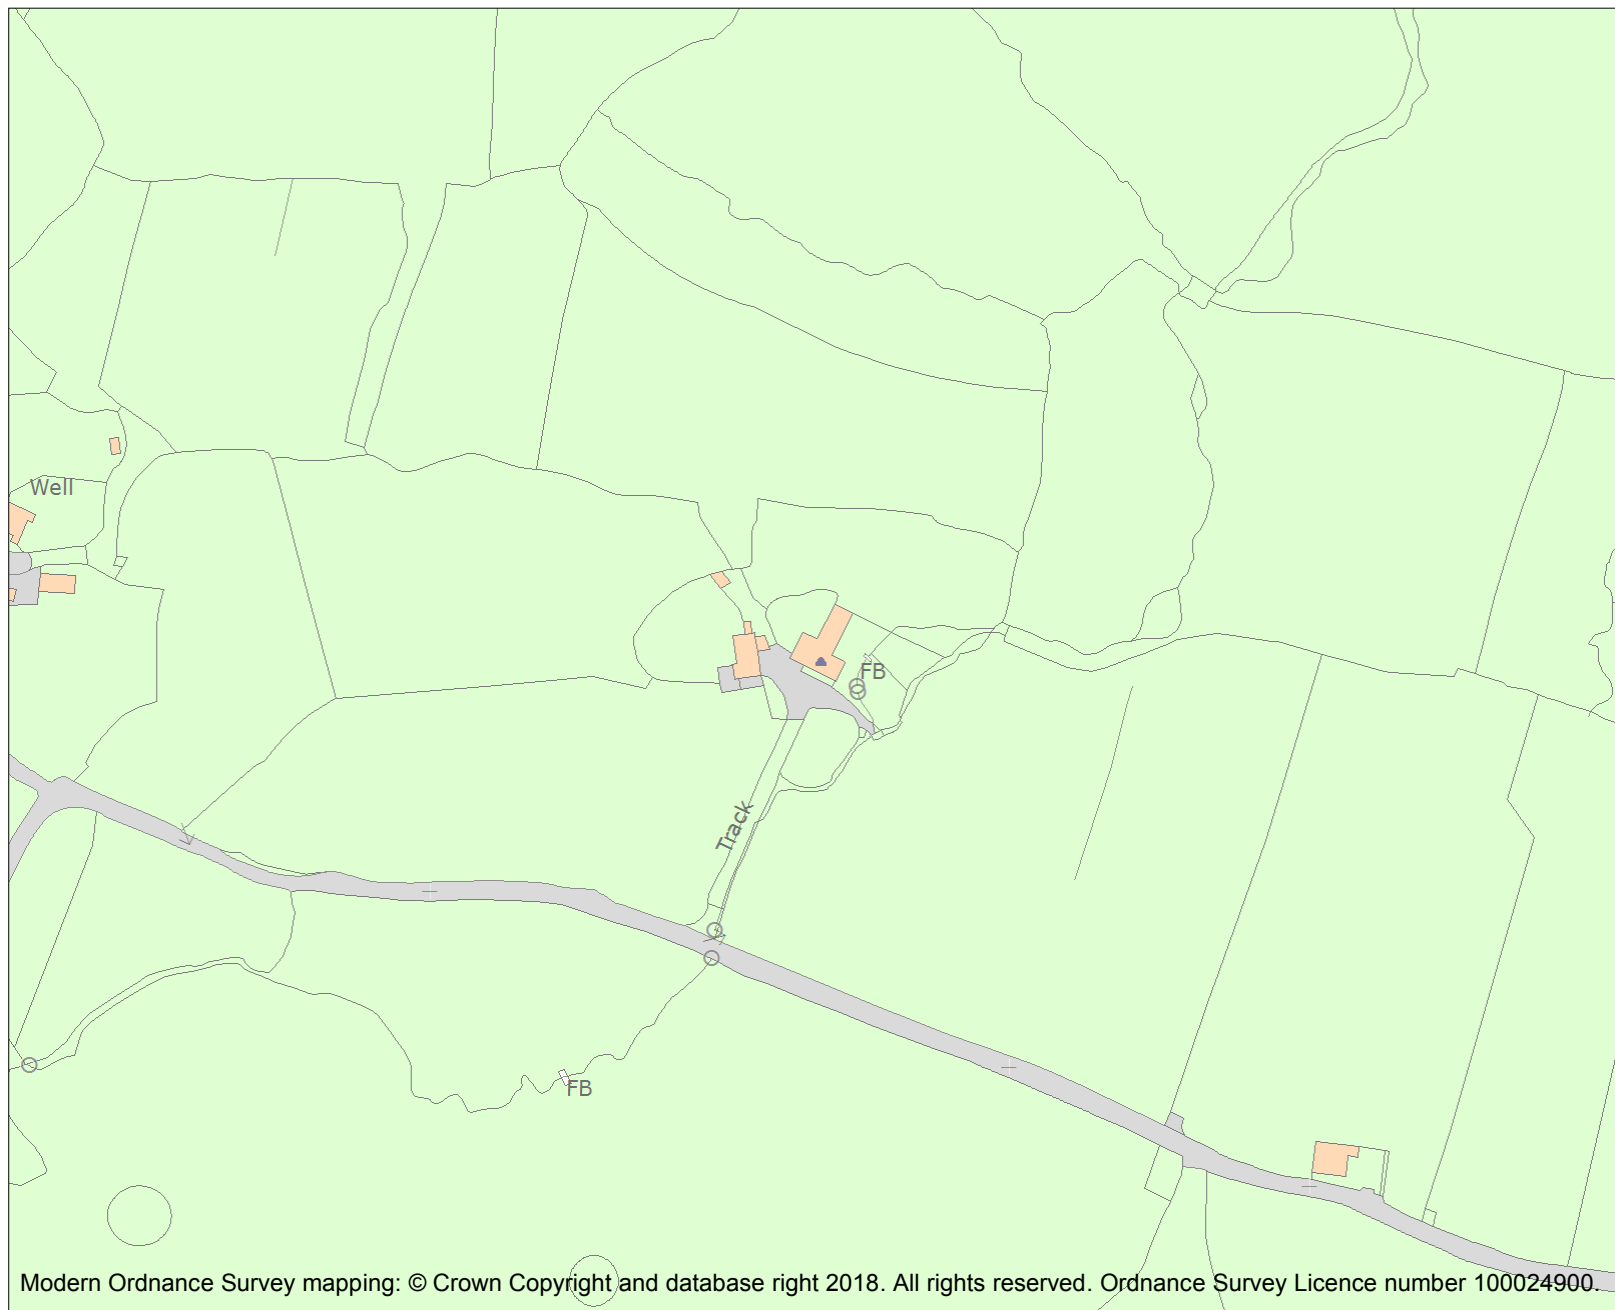 Well
FB
Track
FB
Modern Ordnance Survey mapping: © Crown Copyright and database right 2018. All rights reserved. Ordnance Survey Licence number 100024900.